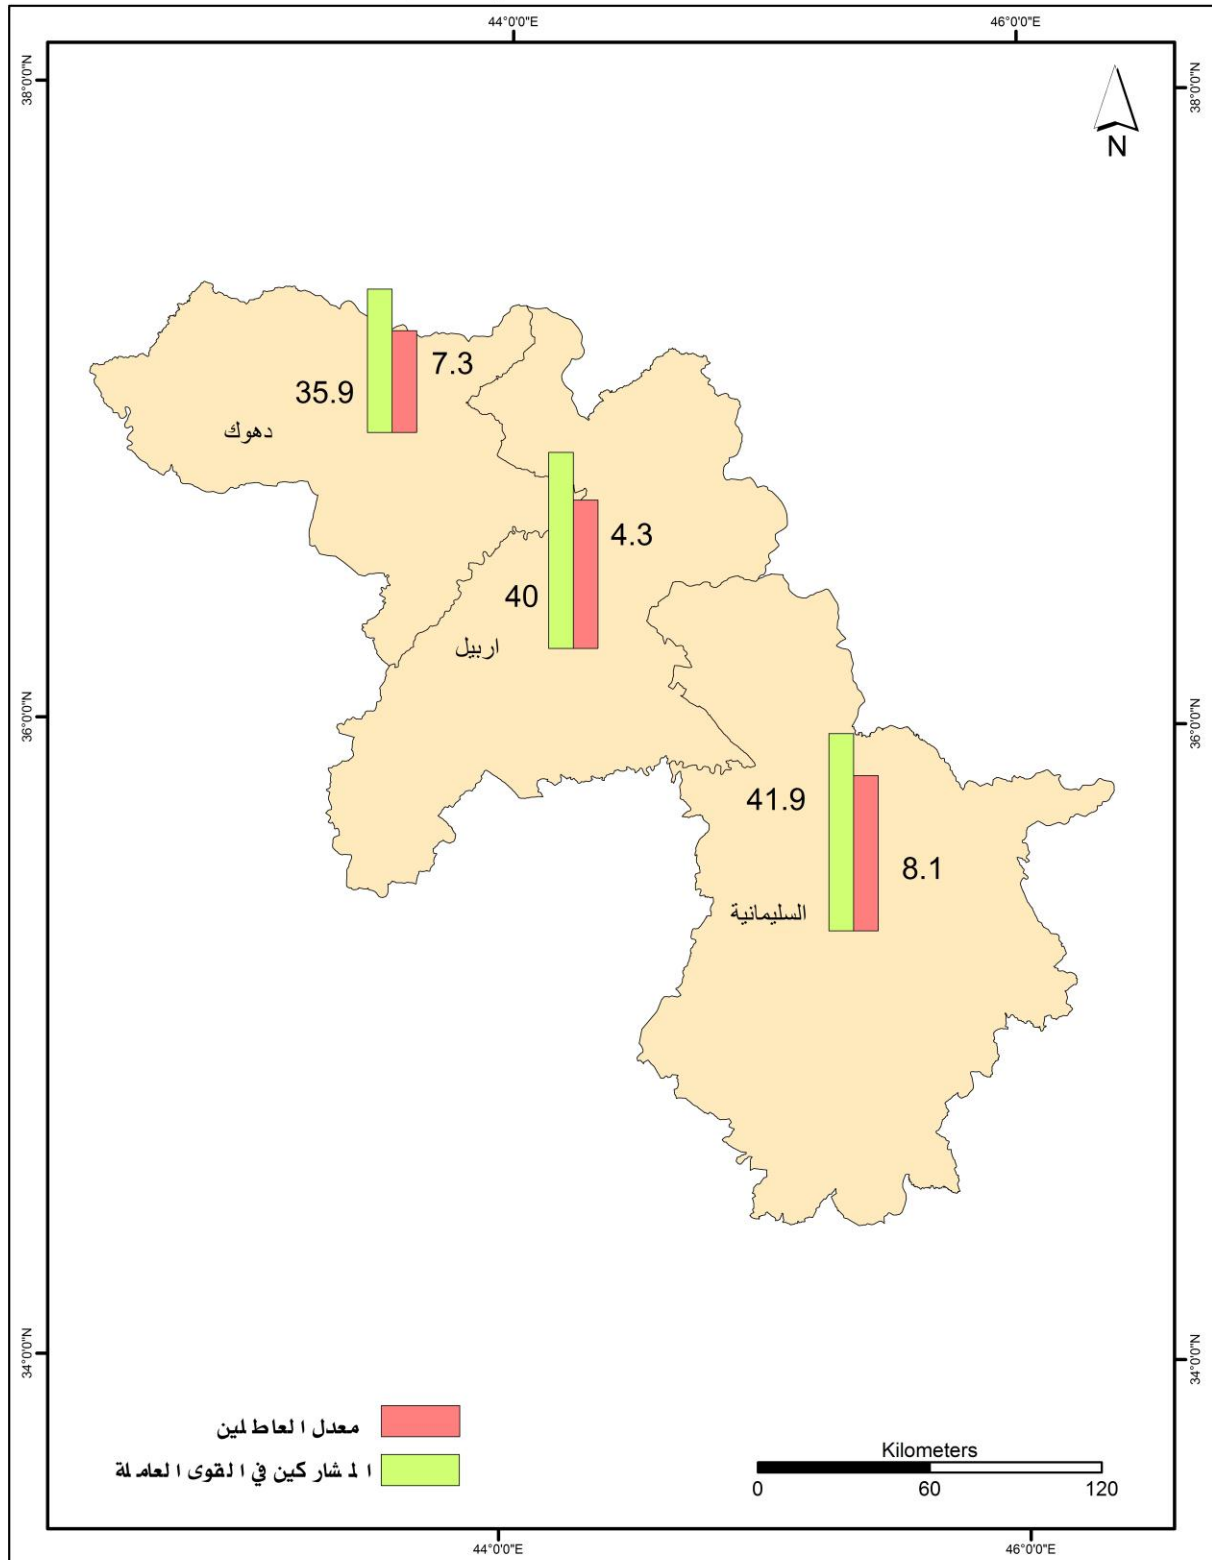 44°0'0"E
46°0'0"E
38°0'0"N
38°0'0"N
N
7.3
35.9
دهوك
4.3
40
اربيل
36°0'0"N
36°0'0"N
41.9
8.1
السليمانية
34°0'0"N
34°0'0"N
معدل العاطلين
المشاركين في القوى العاملة
Kilometers
0
60
120
44°0'0"E
46°0'0"E